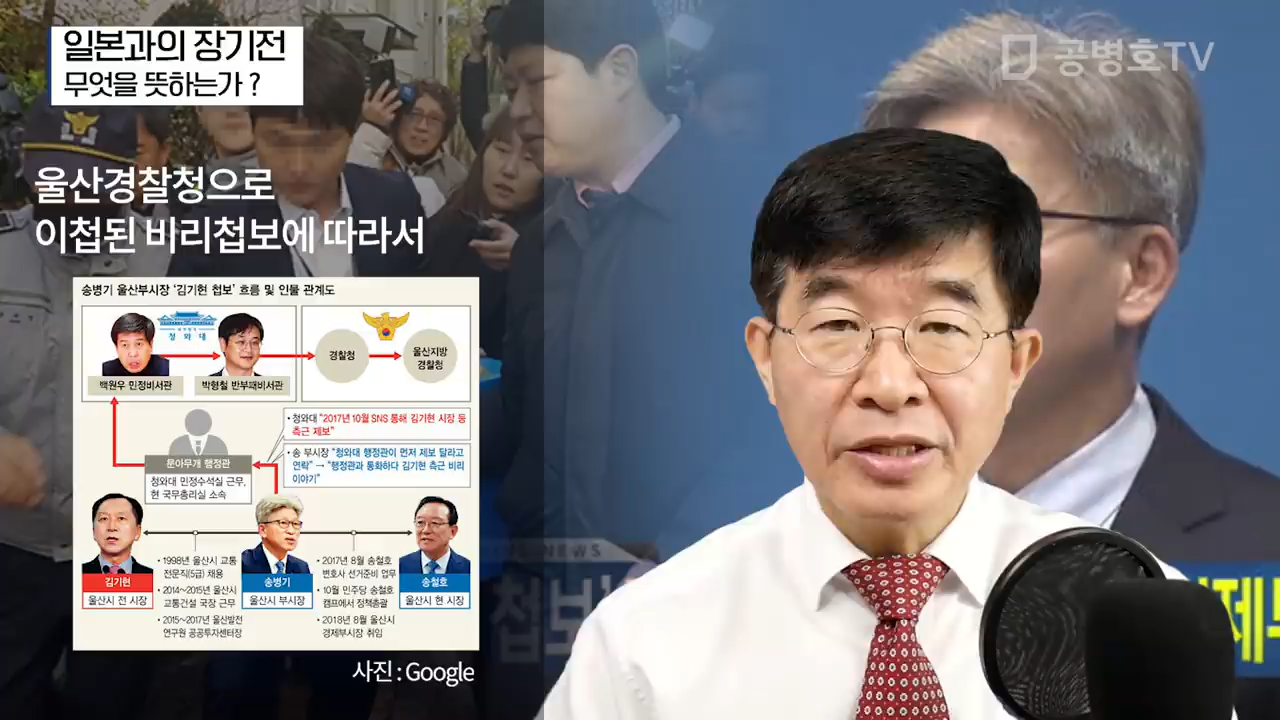 일본과의 장기전
무엇을 뜻하는가 ?
공병호TV
울산경찰청으로
이첩된 비리첩보에 따라서
송병기 울산부시장 '김기현 첩보' 흐름 및 인물 관계도
청 와 대
백원우 민정비서관
박형철 반부패비서관
경찰청
울산지방
경찰청
• 청와대 "2017년 10월 SNS 통해 김기현 시장 등
측근 제보"
• 송 부시장 "청와대 행정관이 먼저 제보 달라고
연락" → "행정관과 통화하다 김기현 측근 비리
이야기"
문아무개 행정관
청와대 민정수석실 근무,
현 국무총리실 소속
김기현
울산시 전 시장
• 1998년 울산시 교통
전문직(5급) 채용
• 2014~2015년 울산시
교통건설 국장 근무
• 2015~2017년 울산발전
연구원 공공투자센터장
송병기
울산시 부시장
• 2017년 8월 송철호
변호사 선거준비 업무
• 10월 민주당 송철호
캠프에서 정책총괄
• 2018년 8월 울산시
경제부시장 취임
송철호
울산시 현 시장
사진 : Google
NEWS
첩보